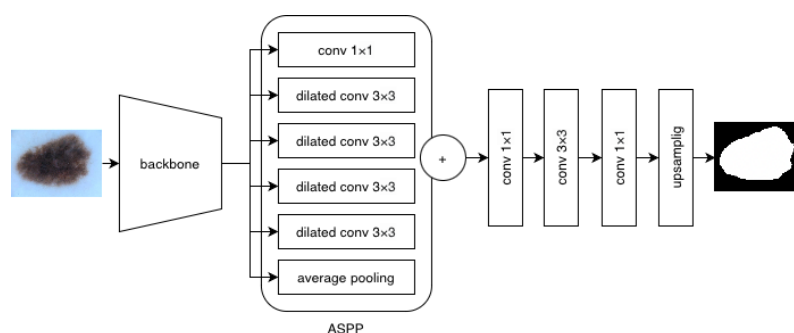 backbone
conv 1×1
dilated conv 3×3
dilated conv 3×3
dilated conv 3×3
dilated conv 3×3
average pooling
ASPP
+
conv 1×1
conv 3×3
conv 1×1
upsamplig